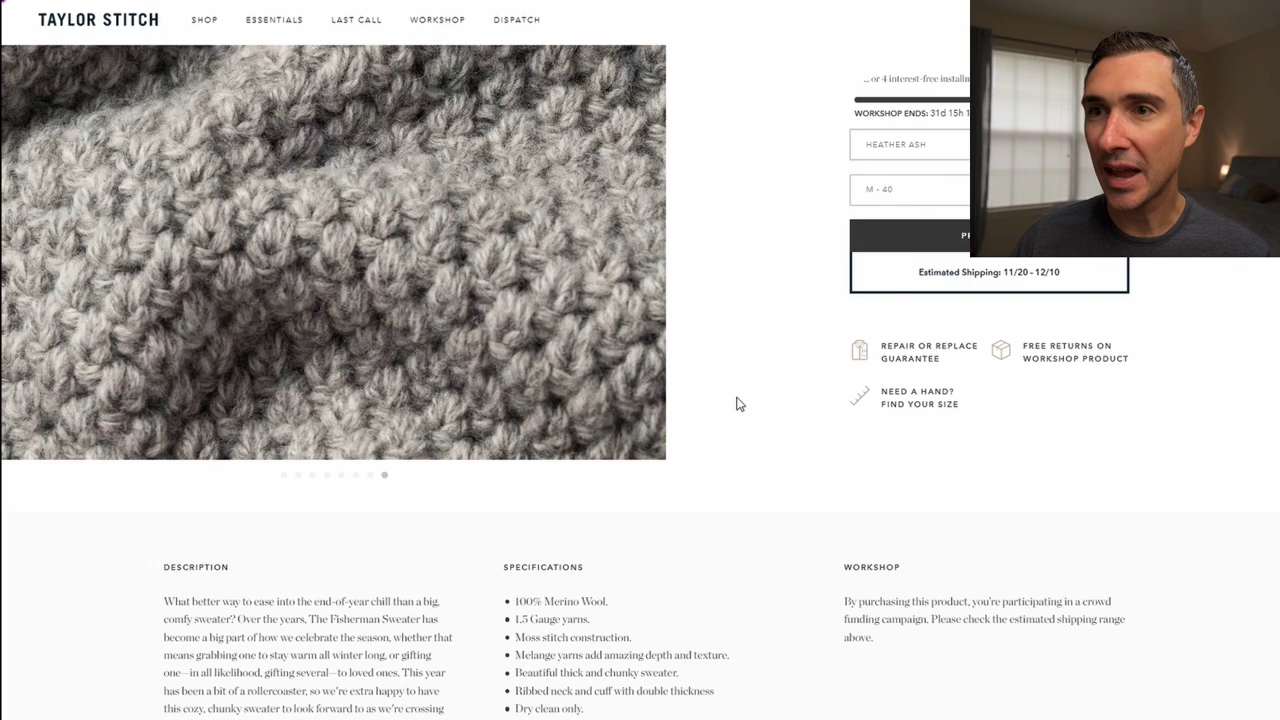 TAYLOR STITCH
SHOP ESSENTIALS LAST CALL WORKSHOP DISPATCH
... or 4 interest-free
WORKSHOP ENDS: 31d 15h
HEATHER ASH
M - 40
Estimated Shipping: 11/20 - 12/10
REPAIR OR REPLACE
GUARANTEE
FREE RETURNS ON
WORKSHOP PRODUCT
NEED A HAND?
FIND YOUR SIZE
DESCRIPTION
What better way to ease into the end-of-year chill than a big,
comfy sweater? Over the years, The Fisherman Sweater has
become a big part of how we celebrate the season, whether that
means grabbing one to stay warm all winter long, or gifting
one—in all likelihood, gifting several—to loved ones. This year
has been a bit of a rollercoaster, so we're extra happy to have
this cozy, chunky sweater to look forward to as we're crossing
SPECIFICATIONS
• 100% Merino Wool.
• 1.5 Gauge yarns.
• Moss stitch construction.
• Melange yarns add amazing depth and texture.
• Beautiful thick and chunky sweater.
• Ribbed neck and cuff with double thickness
• Dry clean only.
WORKSHOP
By purchasing this product, you're participating in a crowd
funding campaign. Please check the estimated shipping range
above.